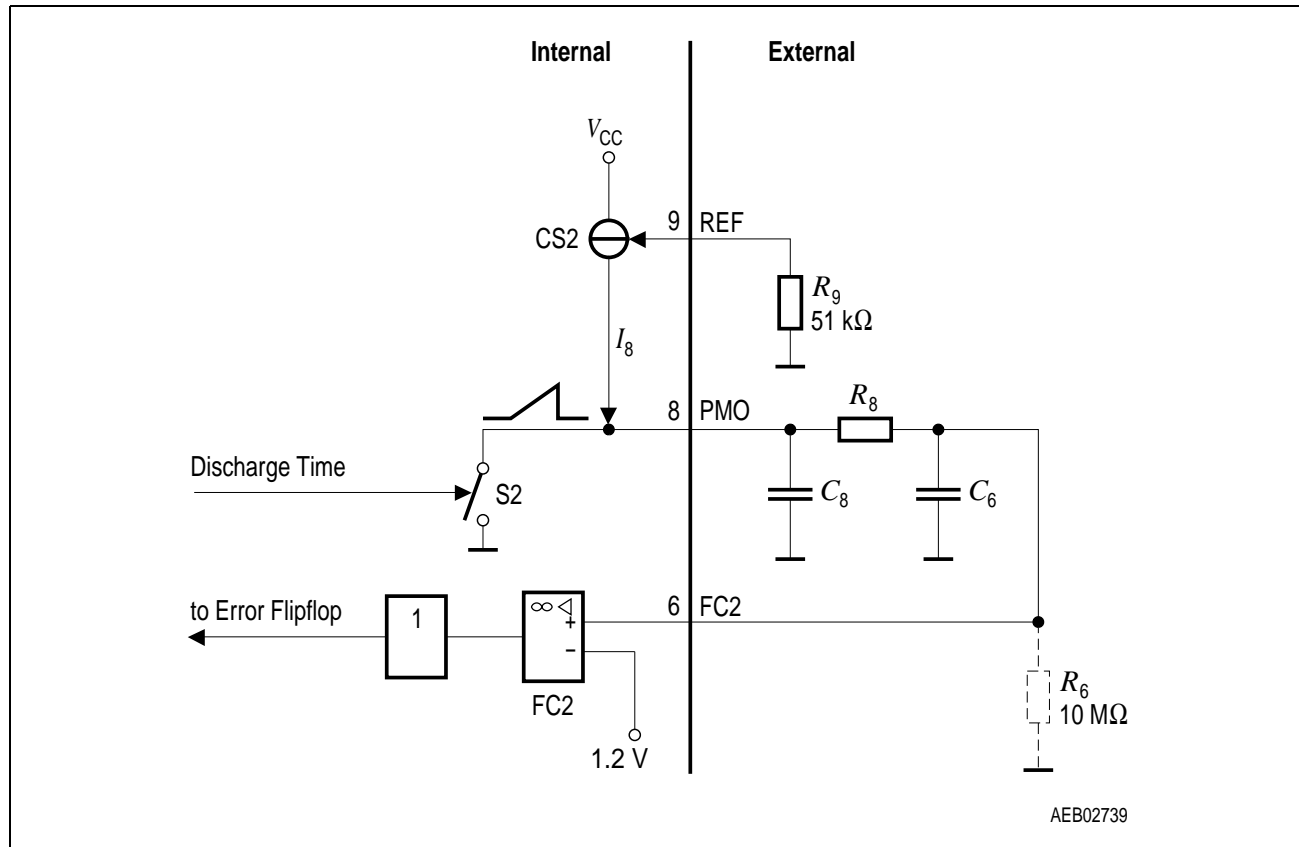 Internal
External
V_CC
CS2
9 REF
R_9
51 kΩ
I_8
8 PMO
R_8
Discharge Time
S2
C_8
C_6
to Error Flipflop
1
∞
+
−
6 FC2
FC2
R_6
10 MΩ
1.2 V
AEB02739